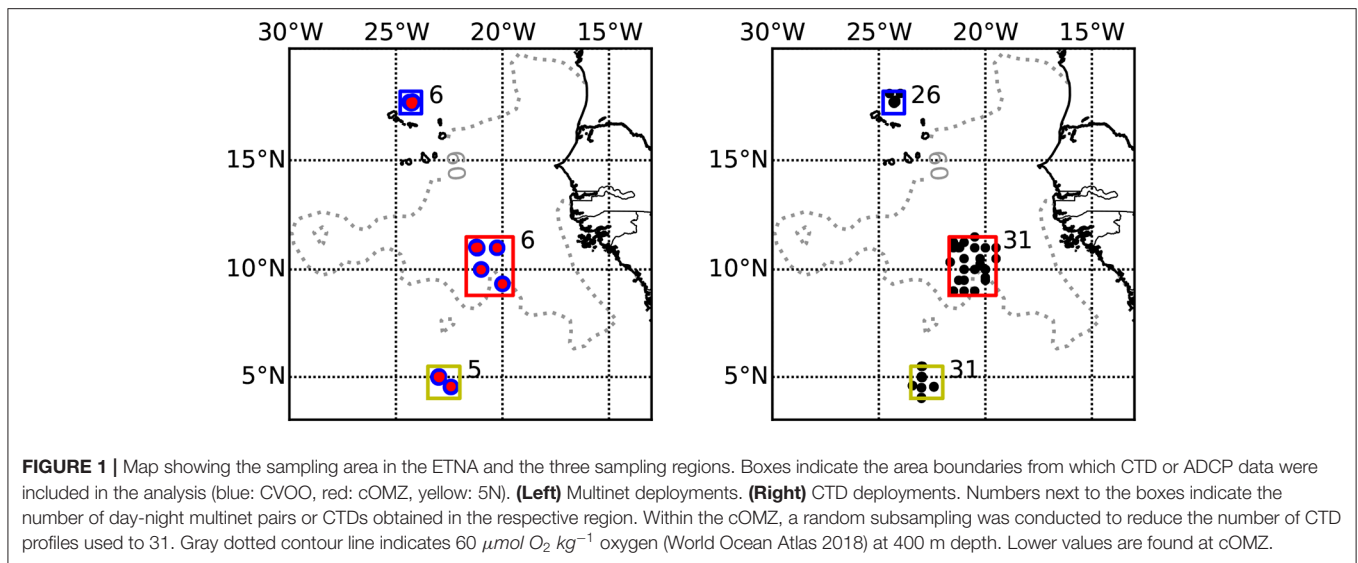 30°W 25°W 20°W 15°W 30°W 25°W 20°W 15°W
6 26
15°N 15°N
60 60
6 31
10°N 10°N
5 31
5°N 5°N
FIGURE 1 | Map showing the sampling area in the ETNA and the three sampling regions. Boxes indicate the area boundaries from which CTD or ADCP data were
included in the analysis (blue: CVOO, red: cOMZ, yellow: 5N). (Left) Multinet deployments. (Right) CTD deployments. Numbers next to the boxes indicate the
number of day-night multinet pairs or CTDs obtained in the respective region. Within the cOMZ, a random subsampling was conducted to reduce the number of CTD
profiles used to 31. Gray dotted contour line indicates 60 μmol O₂ kg⁻¹ oxygen (World Ocean Atlas 2018) at 400 m depth. Lower values are found at cOMZ.